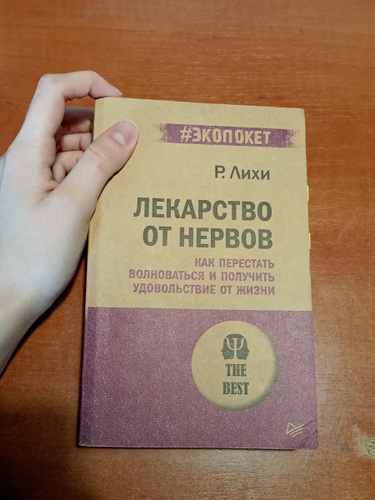 #ЭКОПОКЕТ
Р. Лихи
ЛЕКАРСТВО
ОТ НЕРВОВ
КАК ПЕРЕСТАТЬ
ВОЛНОВАТЬСЯ И ПОЛУЧИТЬ
УДОВОЛЬСТВИЕ ОТ ЖИЗНИ
THE
BEST